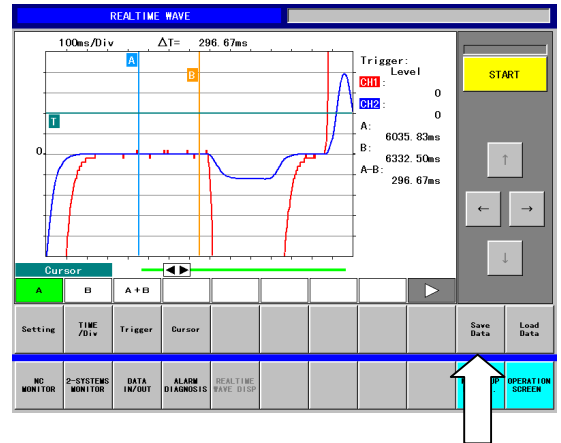 REALTIME WAVE
100ms/Div ΔT= 296.67ms
A
B
T
0
Trigger:
Level
CH1 :
0
CH2 :
0
A:
6035.83ms
B:
6332.50ms
A-B:
296.67ms
START
↑
← →
↓
Cursor
A B A+B
Setting TIME /Div Trigger Cursor Save Data Load Data
NC MONITOR 2-SYSTEMS MONITOR DATA IN/OUT ALARM DIAGNOSIS REALTIME WAVE DISP OPERATION SCREEN